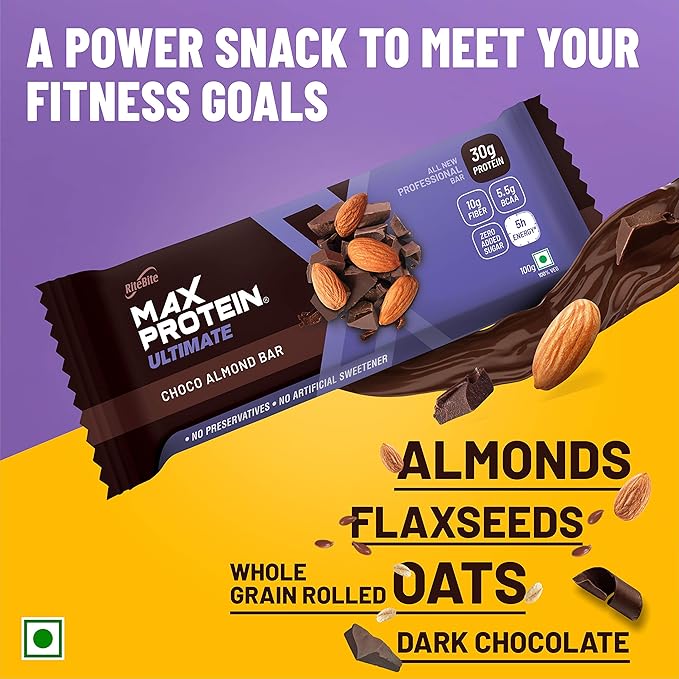 A POWER SNACK TO MEET YOUR
FITNESS GOALS
RiteBite
MAX
PROTEIN®
ULTIMATE
CHOCO ALMOND BAR
• NO PRESERVATIVES • NO ARTIFICIAL SWEETENER
ALL NEW
PROFESSIONAL
BAR
30g
PROTEIN
10g
FIBER
5.5g
BCAA
ZERO
ADDED
SUGAR
5h
ENERGY*
100g
100% VEG
ALMONDS
FLAXSEEDS
WHOLE
GRAIN ROLLED OATS
DARK CHOCOLATE